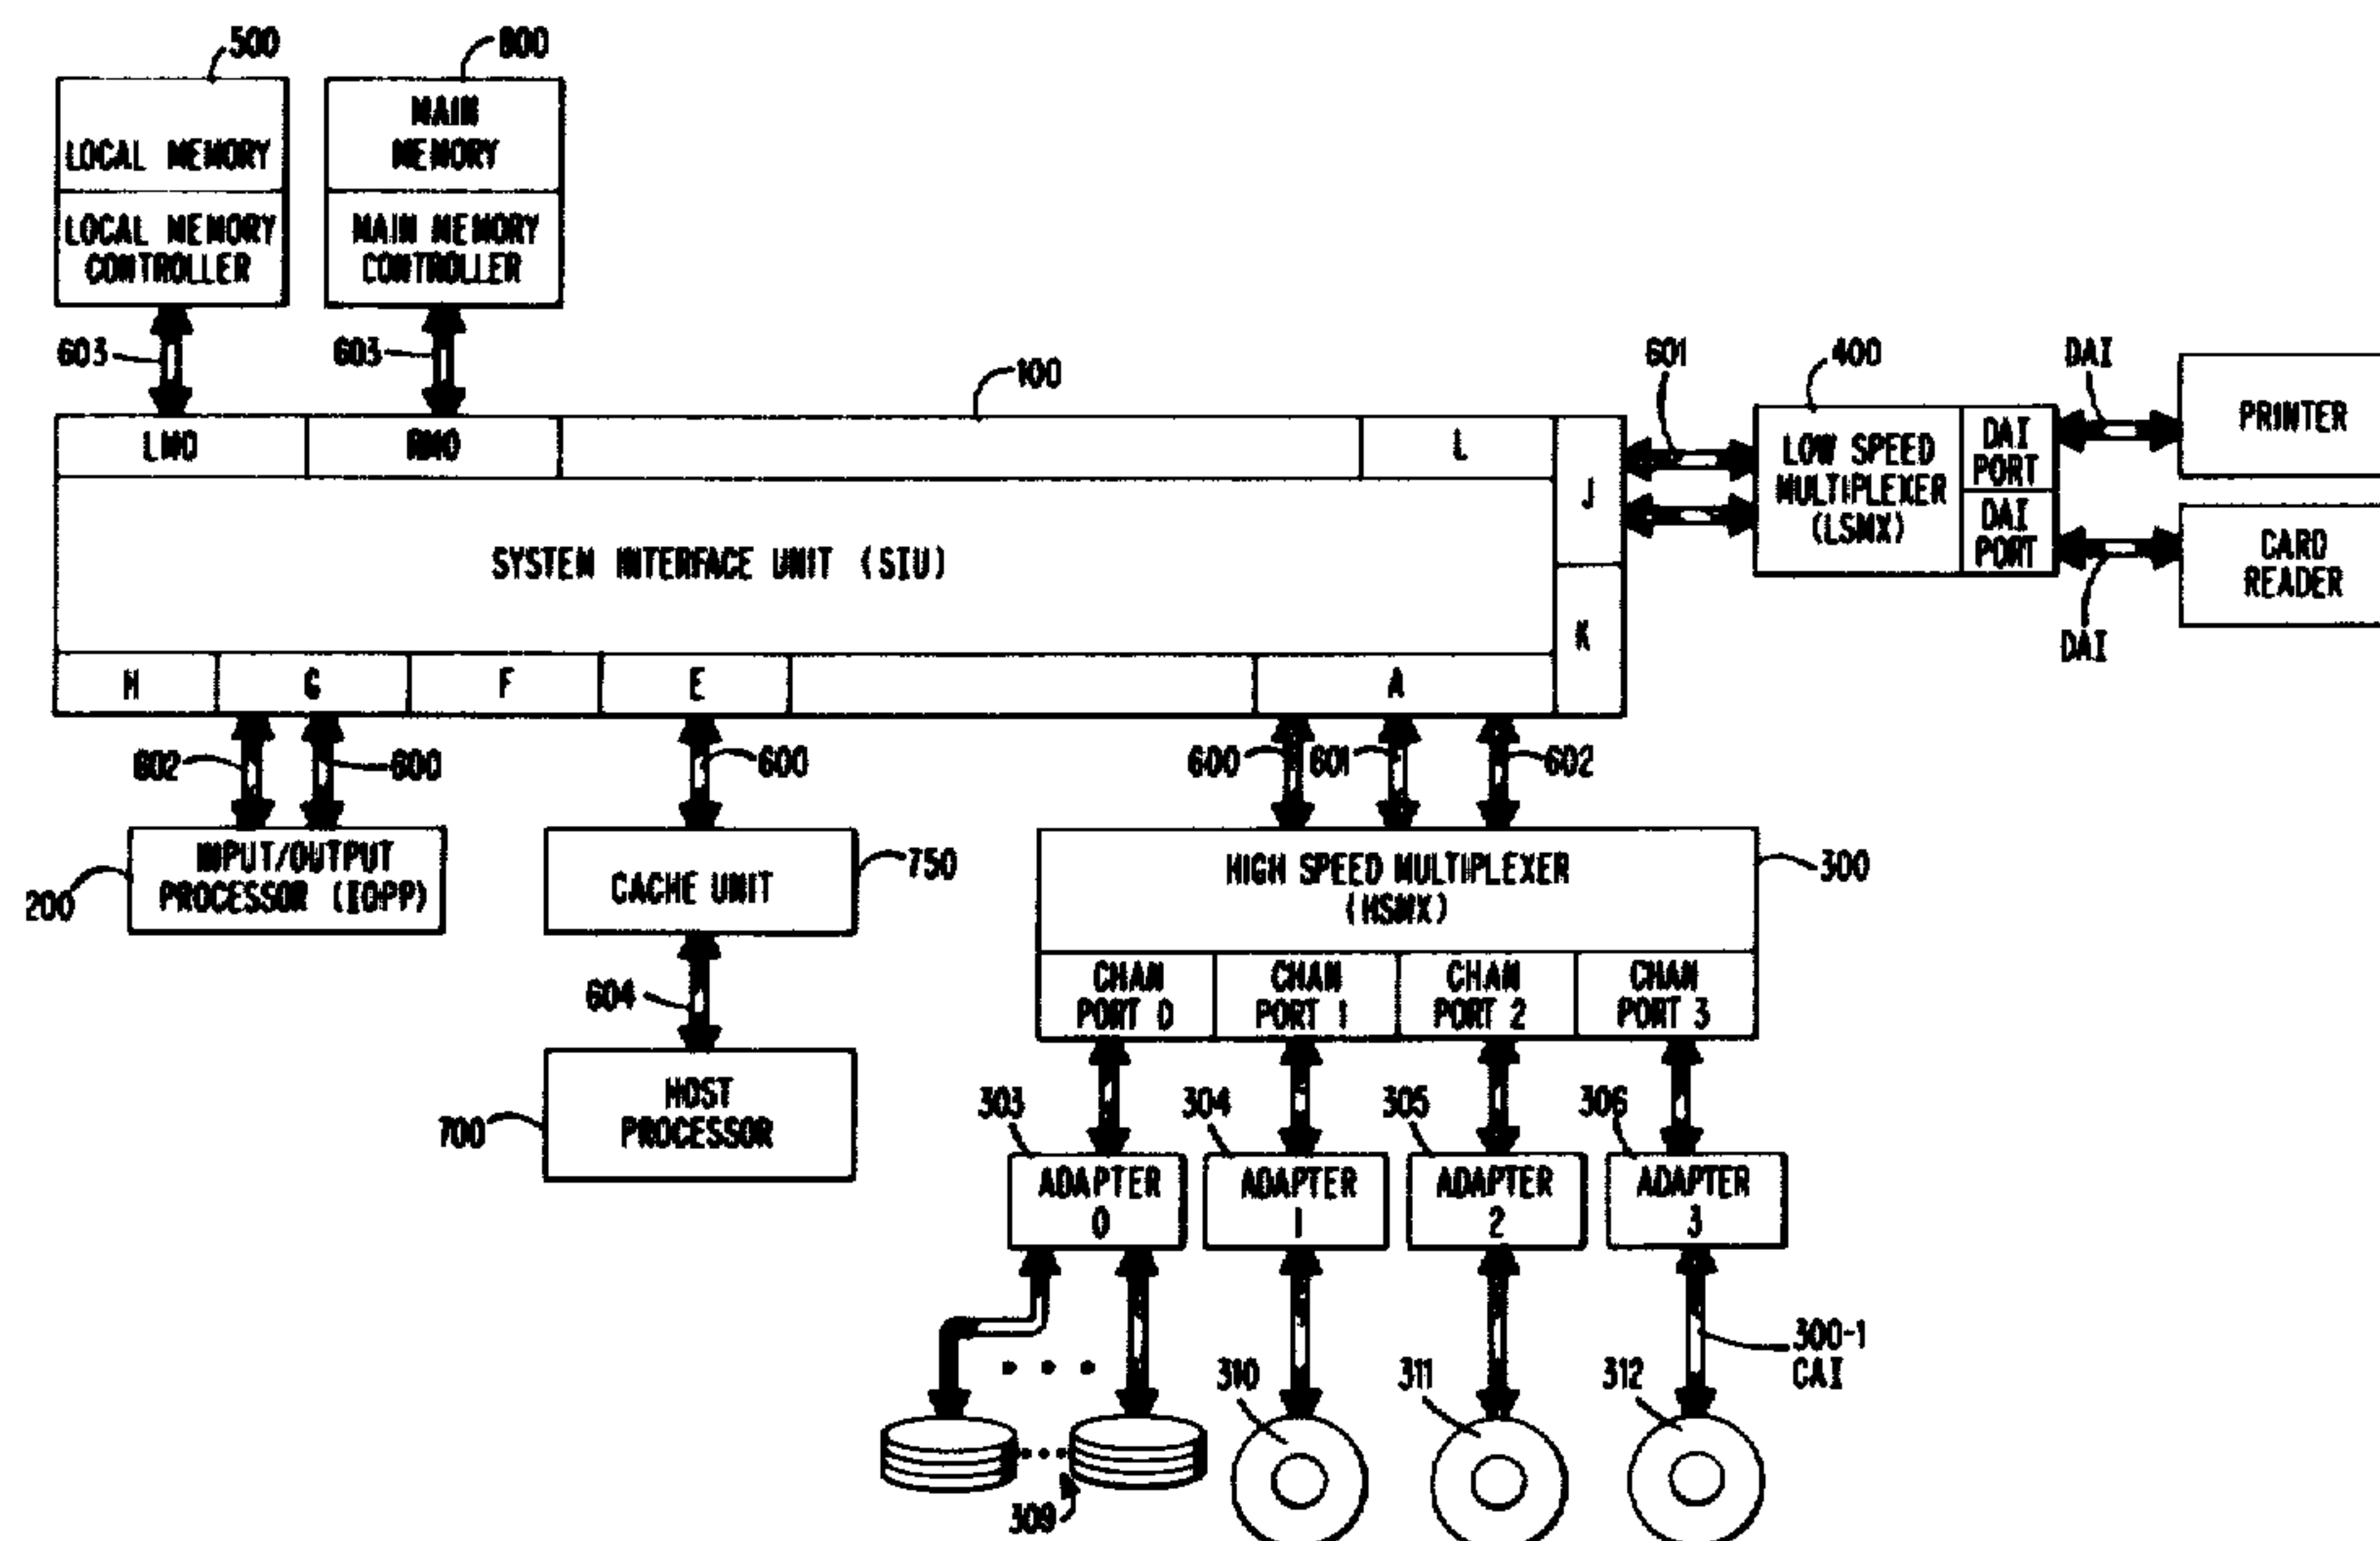 500
800
MAIN
MEMORY
LOCAL MEMORY
LOCAL MEMORY
CONTROLLER
MAIN MEMORY
CONTROLLER
603
603
100
601
400
DAI
PRINTER
LMO
RMO
L
J
LOW SPEED
MULTIPLEXER
(LSMX)
DAI
PORT
DAI
PORT
SYSTEM INTERFACE UNIT (SIU)
CARD
READER
DAI
K
H
G
F
E
A
602
600
600
600
601
602
INPUT/OUTPUT
PROCESSOR (IOPP)
200
CACHE UNIT
750
HIGH SPEED MULTIPLEXER
(HSMX)
300
CHAN
PORT 0
CHAN
PORT 1
CHAN
PORT 2
CHAN
PORT 3
604
HOST
PROCESSOR
700
303
304
305
306
ADAPTER
0
ADAPTER
1
ADAPTER
2
ADAPTER
3
300-1
CAI
310
311
312
309